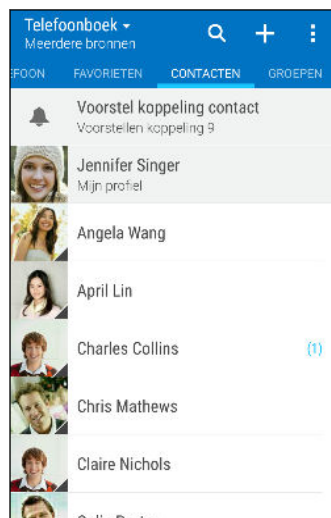 Telefoonboek
Meerdere bronnen
EFOON FAVORIETEN CONTACTEN GROEPEN
Voorstel koppeling contact
Voorstellen koppeling 9
Jennifer Singer
Mijn profiel
Angela Wang
April Lin
Charles Collins (1)
Chris Mathews
Claire Nichols